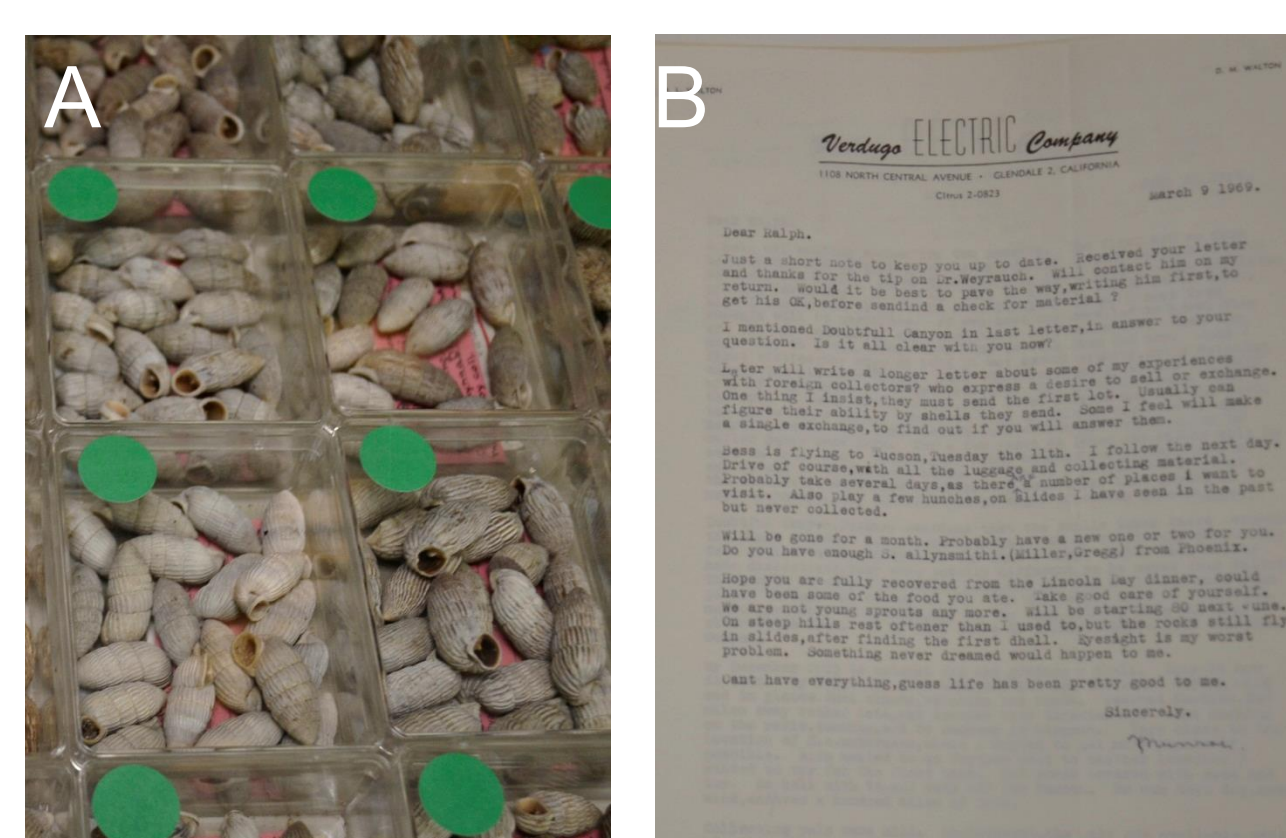 A
B
D. M. WALTON
Verdugo ELECTRIC Company
1108 NORTH CENTRAL AVENUE • GLENDALE 2, CALIFORNIA
Citrus 2-0823
March 9 1969.
Dear Ralph.
Just a short note to keep you up to date. Received your letter
and thanks for the tip on Dr.Weyrauch. Will contact him on my
return. Would it be best to pave the way,writing him first,to
get his OK,before sendind a check for material ?
I mentioned Doubtfull Canyon in last letter,in answer to your
question. Is it all clear with you now?
Later will write a longer letter about some of my experiences
with foreign collectors? who express a desire to sell or exchange.
One thing I insist,they must send the first lot. Usually can
figure their ability by shells they send. Some I feel will make
a single exchange,to find out if you will answer them.
Bess is flying to Tucson,Tuesday the 11th. I follow the next day.
Drive of course,with all the luggage and collecting material.
Probably take several days,as there a number of places I want to
visit. Also play a few hunches,on slides I have seen in the past
but never collected.
Will be gone for a month. Probably have a new one or two for you.
Do you have enough S. allynsmithi.(Miller,Gregg) from Phoenix.
Hope you are fully recovered from the Lincoln Day dinner, could
have been some of the food you ate. Take good care of yourself.
We are not young sprouts any more. Will be starting 80 next June.
On steep hills rest oftener than I used to,but the rocks still fly
in slides,after finding the first dhell. Eyesight is my worst
problem. Something never dreamed would happen to me.
Cant have everything,guess life has been pretty good to me.
Sincerely.
Munroe